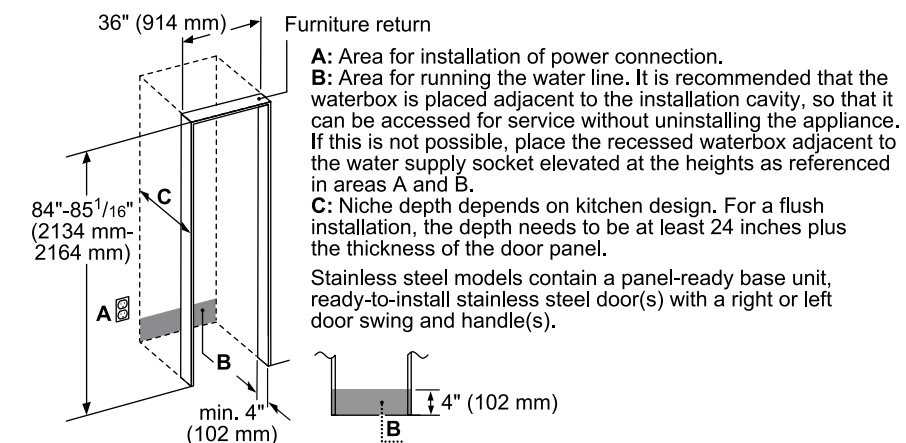 36" (914 mm)
Furniture return
A: Area for installation of power connection.
B: Area for running the water line. It is recommended that the
waterbox is placed adjacent to the installation cavity, so that it
can be accessed for service without uninstalling the appliance.
If this is not possible, place the recessed waterbox adjacent to
the water supply socket elevated at the heights as referenced
in areas A and B.
C: Niche depth depends on kitchen design. For a flush
installation, the depth needs to be at least 24 inches plus
the thickness of the door panel.
Stainless steel models contain a panel-ready base unit,
ready-to-install stainless steel door(s) with a right or left
door swing and handle(s).
C
84"-85 1/16"
(2134 mm-
2164 mm)
A
B
min. 4"
(102 mm)
4" (102 mm)
B